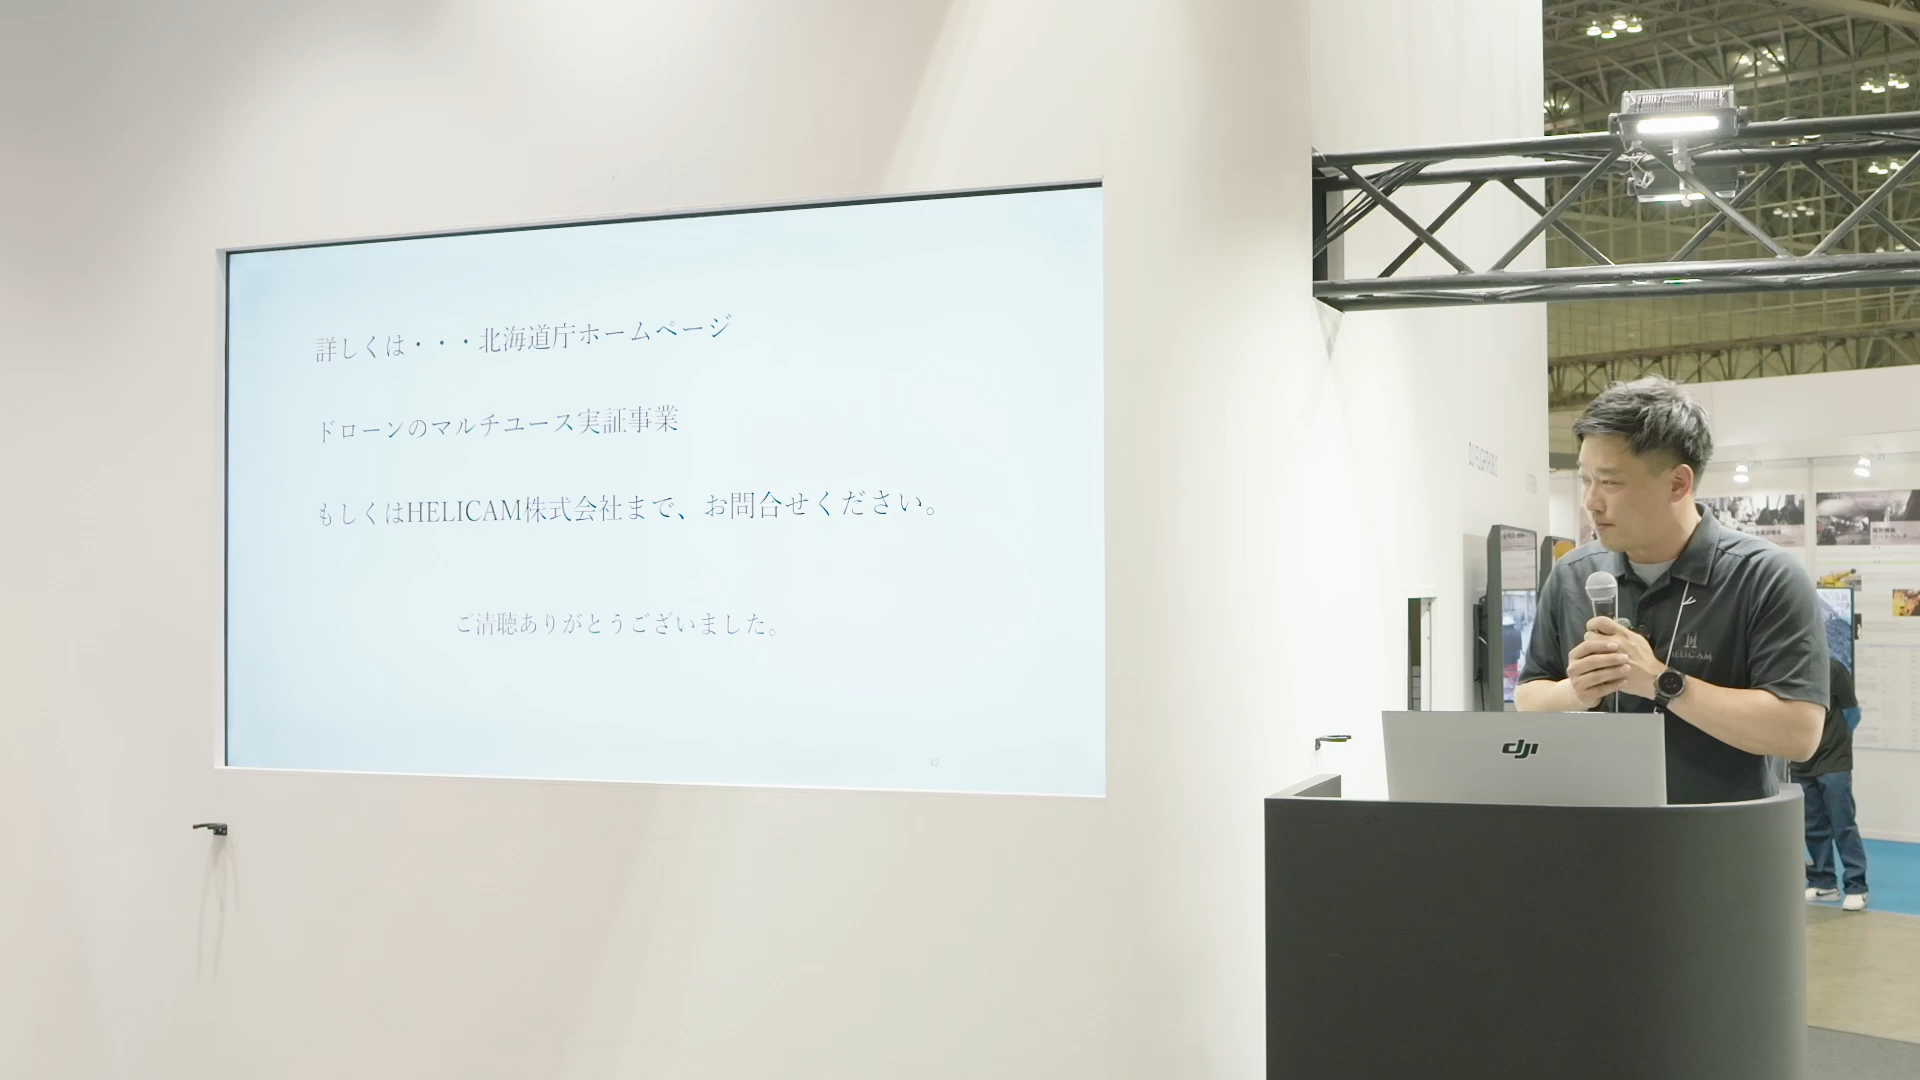 詳しくは・・・北海道庁ホームページ
ドローンのマルチユース実証事業
もしくはHELICAM株式会社まで、お問合せください。
ご清聴ありがとうございました。
42
HELICAM
dji